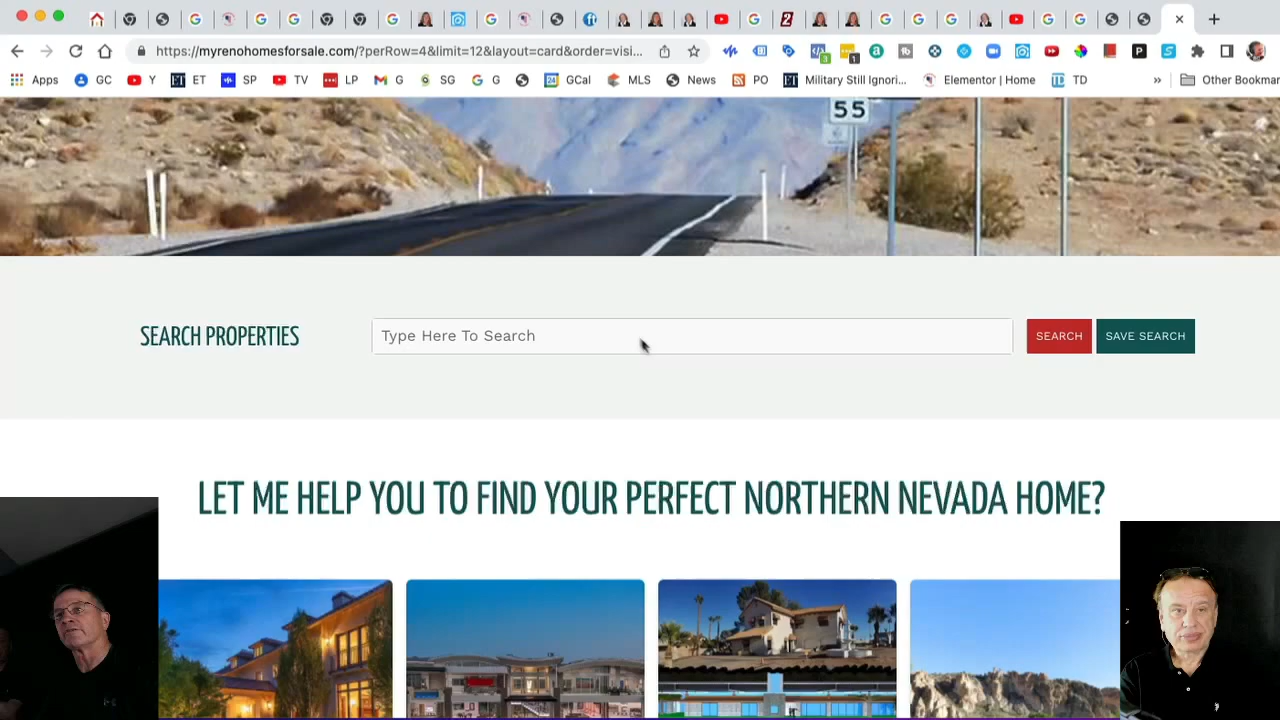 https://myrenohomesforsale.com/?perRow=4&limit=12&layout=card&order=visi...
Apps GC Y ET SP TV LP G SG G GCal MLS News PO Military Still Ignori... Elementor | Home TD » Other Bookmar
55
SEARCH PROPERTIES Type Here To Search SEARCH SAVE SEARCH
LET ME HELP YOU TO FIND YOUR PERFECT NORTHERN NEVADA HOME?